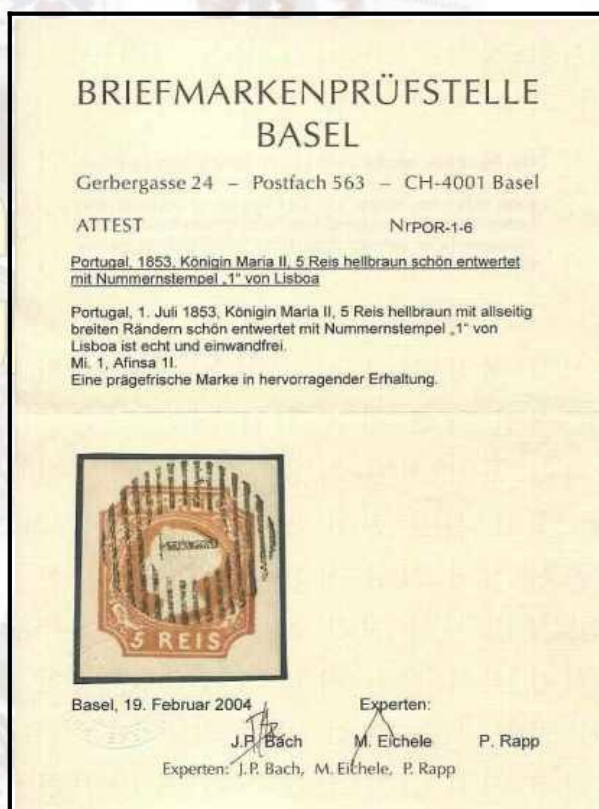 BRIEFMARKENPRÜFSTELLE
BASEL
Gerbergasse 24 – Postfach 563 – CH-4001 Basel
ATTEST NrPOR-1-6
Portugal, 1853, Königin Maria II, 5 Reis hellbraun schön entwertet
mit Nummernstempel „1" von Lisboa
Portugal, 1. Juli 1853, Königin Maria II, 5 Reis hellbraun mit allseitig
breiten Rändern schön entwertet mit Nummernstempel „1" von
Lisboa ist echt und einwandfrei.
Mi. 1, Afinsa 1I.
Eine prägefrische Marke in hervorragender Erhaltung.
5 REIS
Basel, 19. Februar 2004 Experten:
J.P. Bach M. Eichele P. Rapp
Experten: J.P. Bach, M. Eichele, P. Rapp